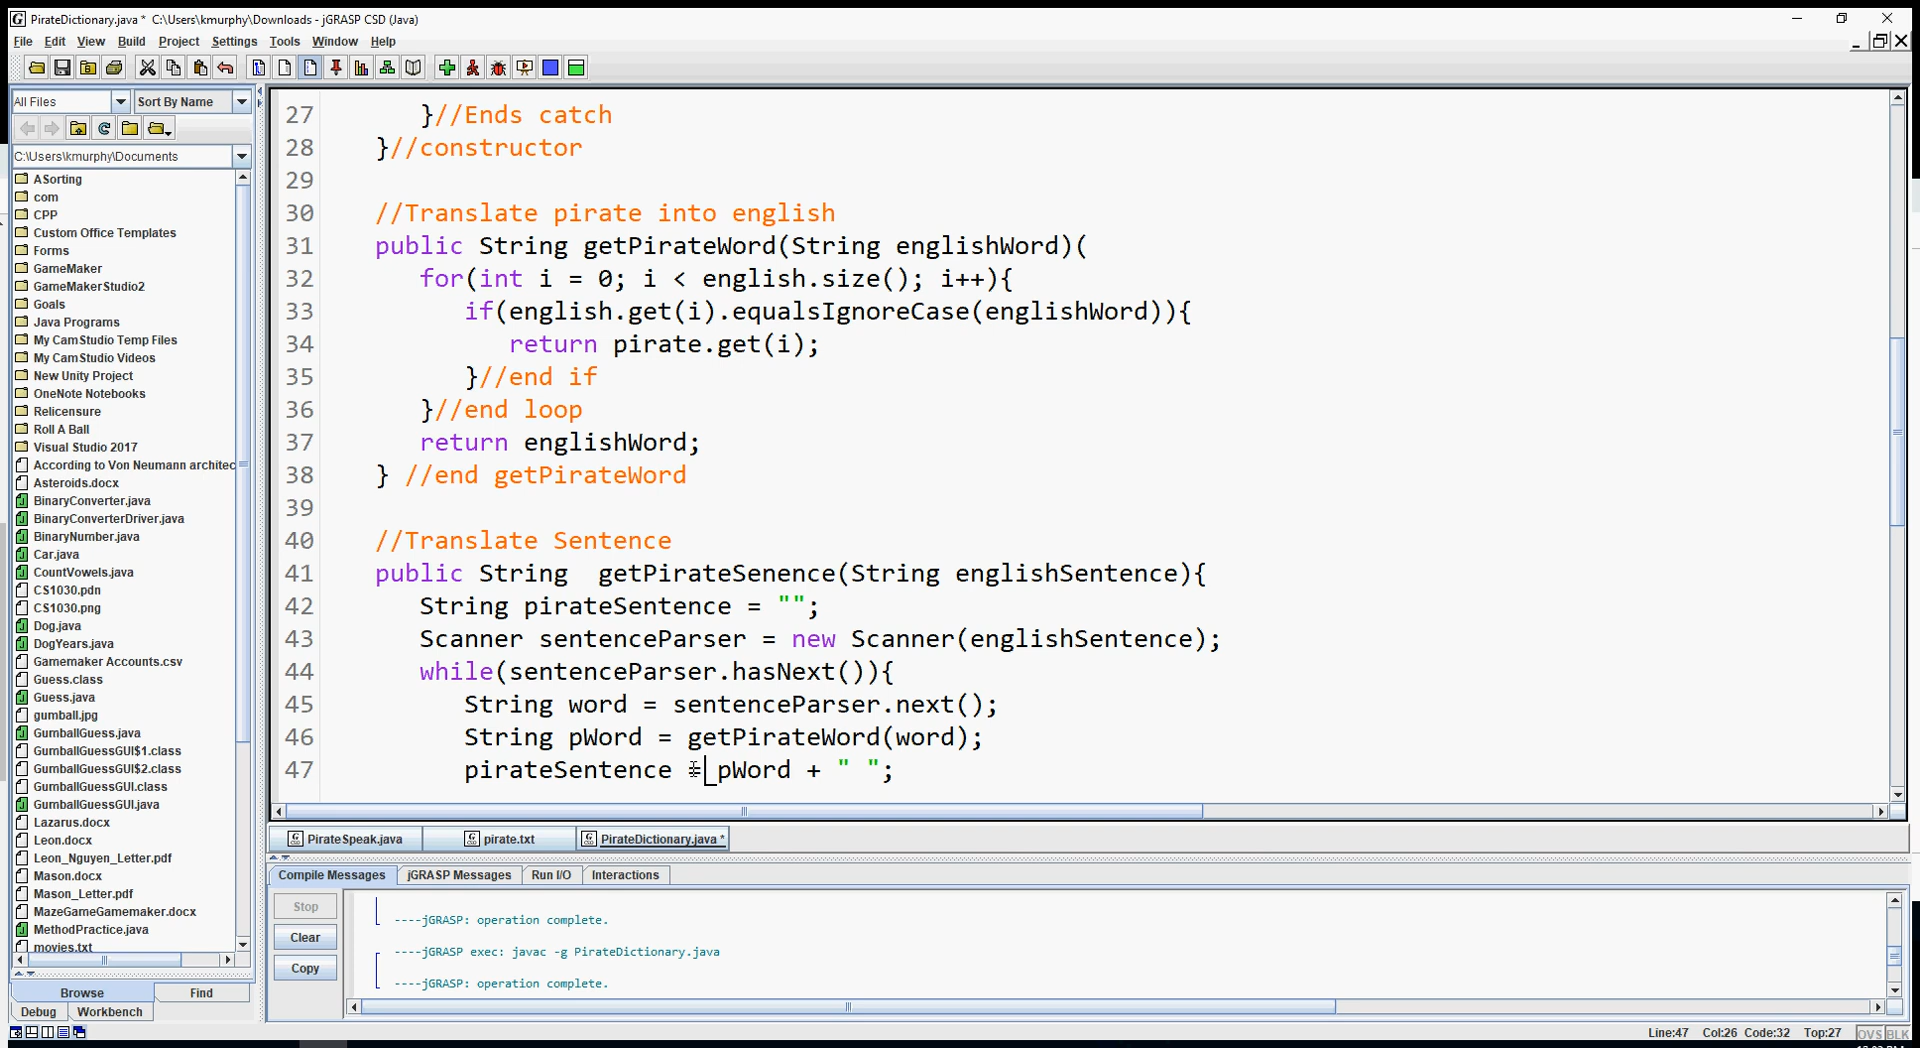 PirateDictionary.java * C:\Users\kmurphy\Downloads - jGRASP CSD (Java)
File Edit View Build Project Settings Tools Window Help
All Files Sort By Name
C:\Users\kmurphy\Documents
ASorting
com
CPP
Custom Office Templates
Forms
GameMaker
GameMakerStudio2
Goals
Java Programs
My CamStudio Temp Files
My CamStudio Videos
New Unity Project
OneNote Notebooks
Relicensure
Roll A Ball
Visual Studio 2017
According to Von Neumann architec
Asteroids.docx
BinaryConverter.java
BinaryConverterDriver.java
BinaryNumber.java
Car.java
CountVowels.java
CS1030.pdn
CS1030.png
Dog.java
DogYears.java
Gamemaker Accounts.csv
Guess.class
Guess.java
gumball.jpg
GumballGuess.java
GumballGuessGUI$1.class
GumballGuessGUI$2.class
GumballGuessGUI.class
GumballGuessGUI.java
Lazarus.docx
Leon.docx
Leon_Nguyen_Letter.pdf
Mason.docx
Mason_Letter.pdf
MazeGameGamemaker.docx
MethodPractice.java
movies.txt
Browse Find
Debug Workbench
27 }//Ends catch
28 }//constructor
29
30 //Translate pirate into english
31 public String getPirateWord(String englishWord)(
32 for(int i = 0; i < english.size(); i++){
33 if(english.get(i).equalsIgnoreCase(englishWord)){
34 return pirate.get(i);
35 }//end if
36 }//end loop
37 return englishWord;
38 } //end getPirateWord
39
40 //Translate Sentence
41 public String  getPirateSenence(String englishSentence){
42 String pirateSentence = "";
43 Scanner sentenceParser = new Scanner(englishSentence);
44 while(sentenceParser.hasNext()){
45 String word = sentenceParser.next();
46 String pWord = getPirateWord(word);
47 pirateSentence = pWord + " ";
PirateSpeak.java pirate.txt PirateDictionary.java *
Compile Messages jGRASP Messages Run I/O Interactions
Stop
Clear
Copy
----jGRASP: operation complete.
----jGRASP exec: javac -g PirateDictionary.java
----jGRASP: operation complete.
Line:47 Col:26 Code:32 Top:27 OVS BLK